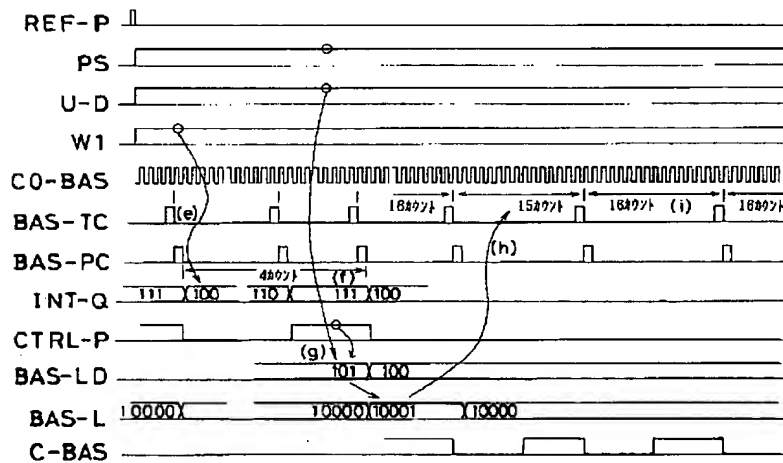 REF-P
PS
U-D
W1
C0-BAS
16カウント 15カウント 16カウント (i) 16カウント
BAS-TC (e)
BAS-PC (h)
4カウント (f)
INT-Q 111 100 110 111 100
CTRL-P
(g)
BAS-LD 101 100
BAS-L 10000 10000 10001 10000
C-BAS